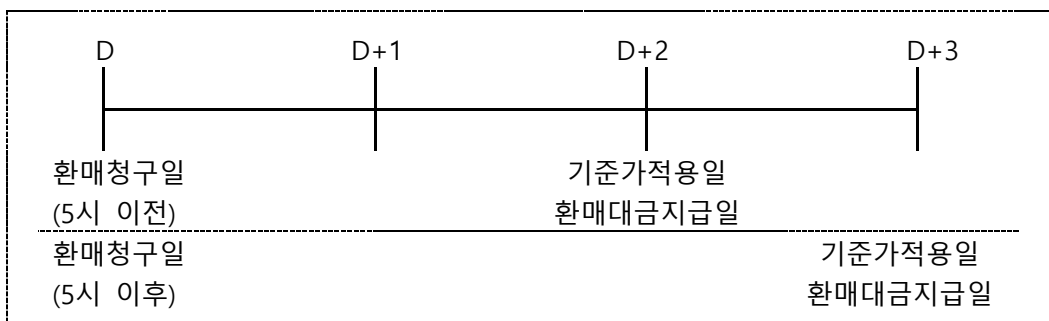 D D+1 D+2 D+3
환매청구일 기준가적용일
(5시 이전) 환매대금지급일
환매청구일 기준가적용일
(5시 이후) 환매대금지급일